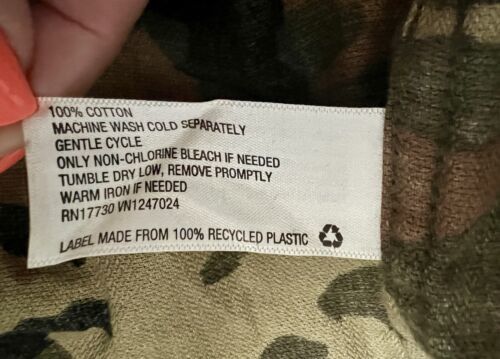 100% COTTON
MACHINE WASH COLD SEPARATELY
GENTLE CYCLE
ONLY NON-CHLORINE BLEACH IF NEEDED
TUMBLE DRY LOW, REMOVE PROMPTLY
WARM IRON IF NEEDED
RN17730 VN1247024
LABEL MADE FROM 100% RECYCLED PLASTIC